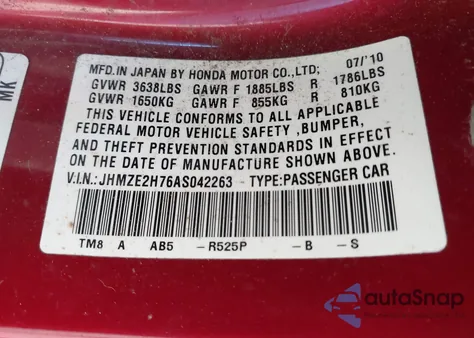 MFD.IN JAPAN BY HONDA MOTOR CO.,LTD. 07/'10
GVWR 3638LBS GAWR F 1885LBS R 1786LBS
GVWR 1650KG GAWR F 855KG R 810KG
THIS VEHICLE CONFORMS TO ALL APPLICABLE
FEDERAL MOTOR VEHICLE SAFETY ,BUMPER,
AND THEFT PREVENTION STANDARDS IN EFFECT
ON THE DATE OF MANUFACTURE SHOWN ABOVE.
V.I.N.: JHMZE2H76AS042263 TYPE:PASSENGER CAR
TM8 A AB5 -R525P -B -S
MK
autoSnap